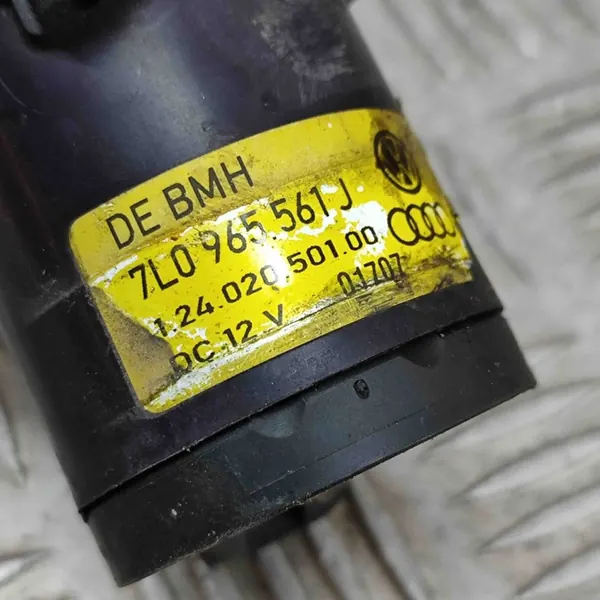 DE BMH
7L0 965 561 J
1.24 020 501.00
DC 12 V 01707